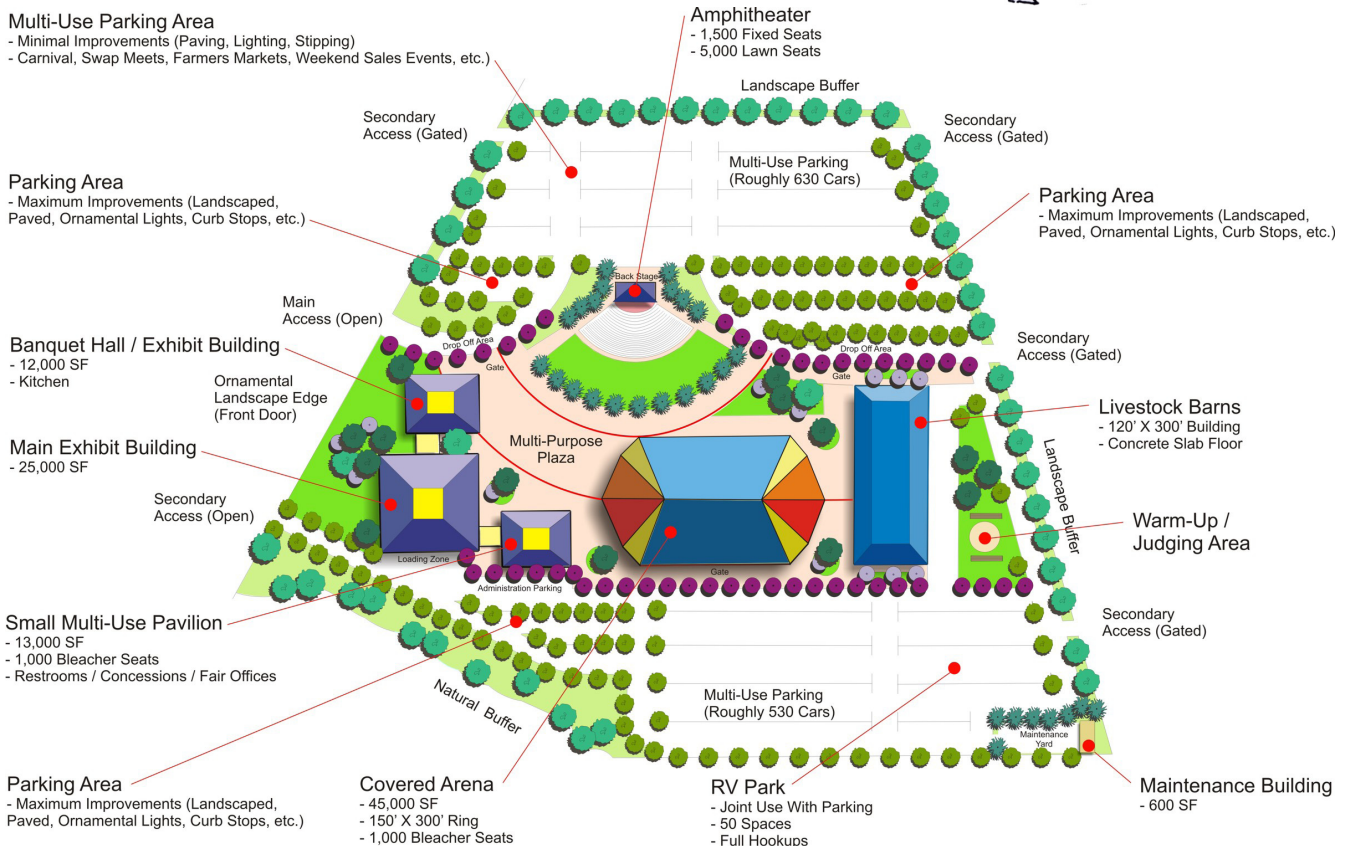 Multi-Use Parking Area
- Minimal Improvements (Paving, Lighting, Stipping)
- Carnival, Swap Meets, Farmers Markets, Weekend Sales Events, etc.)
Amphitheater
- 1,500 Fixed Seats
- 5,000 Lawn Seats
Landscape Buffer
Secondary
Access (Gated)
Secondary
Access (Gated)
Multi-Use Parking
(Roughly 630 Cars)
Parking Area
- Maximum Improvements (Landscaped,
Paved, Ornamental Lights, Curb Stops, etc.)
Parking Area
- Maximum Improvements (Landscaped,
Paved, Ornamental Lights, Curb Stops, etc.)
Back Stage
Main
Access (Open)
Drop Off Area
Gate
Drop Off Area
Gate
Secondary
Access (Gated)
Banquet Hall / Exhibit Building
- 12,000 SF
- Kitchen
Ornamental
Landscape Edge
(Front Door)
Livestock Barns
- 120' X 300' Building
- Concrete Slab Floor
Main Exhibit Building
- 25,000 SF
Multi-Purpose
Plaza
Landscape Buffer
Secondary
Access (Open)
Warm-Up /
Judging Area
Loading Zone
Gate
Administration Parking
Small Multi-Use Pavilion
- 13,000 SF
- 1,000 Bleacher Seats
- Restrooms / Concessions / Fair Offices
Secondary
Access (Gated)
Natural Buffer
Multi-Use Parking
(Roughly 530 Cars)
Maintenance
Yard
Parking Area
- Maximum Improvements (Landscaped,
Paved, Ornamental Lights, Curb Stops, etc.)
Covered Arena
- 45,000 SF
- 150' X 300' Ring
- 1,000 Bleacher Seats
RV Park
- Joint Use With Parking
- 50 Spaces
- Full Hookups
Maintenance Building
- 600 SF